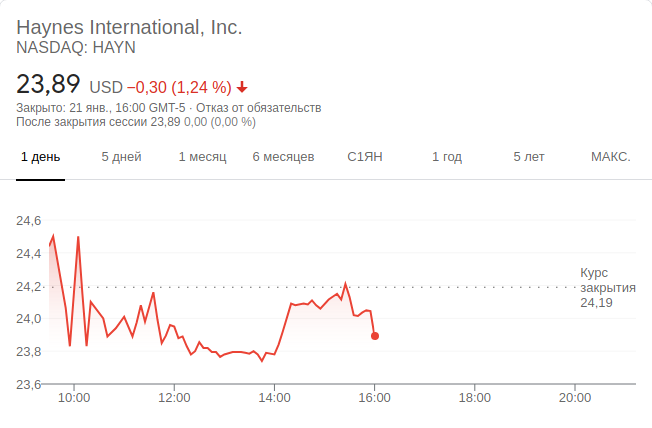 Haynes International, Inc.
NASDAQ: HAYN
23,89 USD −0,30 (1,24 %)
Закрыто: 21 янв., 16:00 GMT-5 · Отказ от обязательств
После закрытия сессии 23,89 0,00 (0,00 %)
1 день 5 дней 1 месяц 6 месяцев С1ЯН 1 год 5 лет МАКС.
24,6
24,4
24,2
24,0
23,8
23,6
Курс
закрытия
24,19
10:00 12:00 14:00 16:00 18:00 20:00